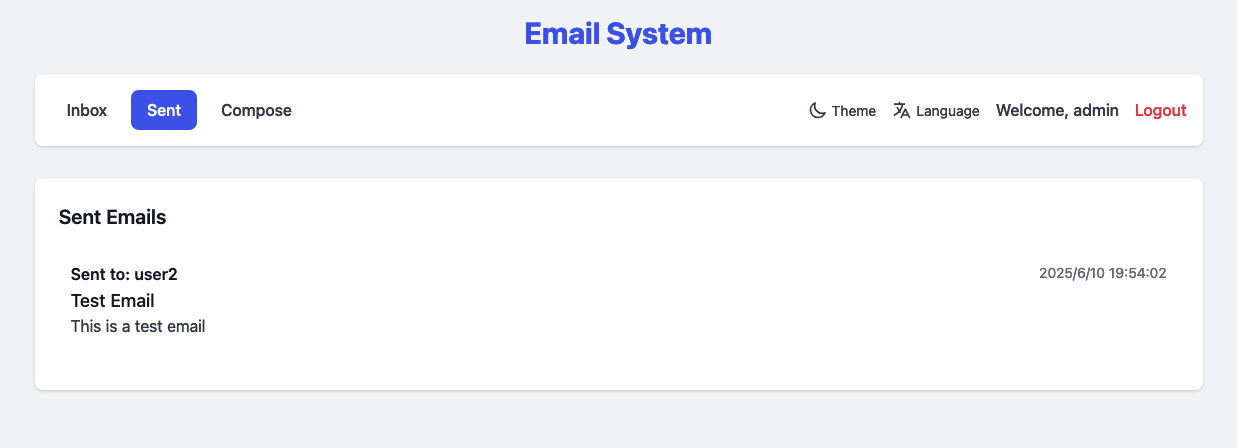 Email System
Inbox Sent Compose Theme Language Welcome, admin Logout
Sent Emails
Sent to: user2 2025/6/10 19:54:02
Test Email
This is a test email